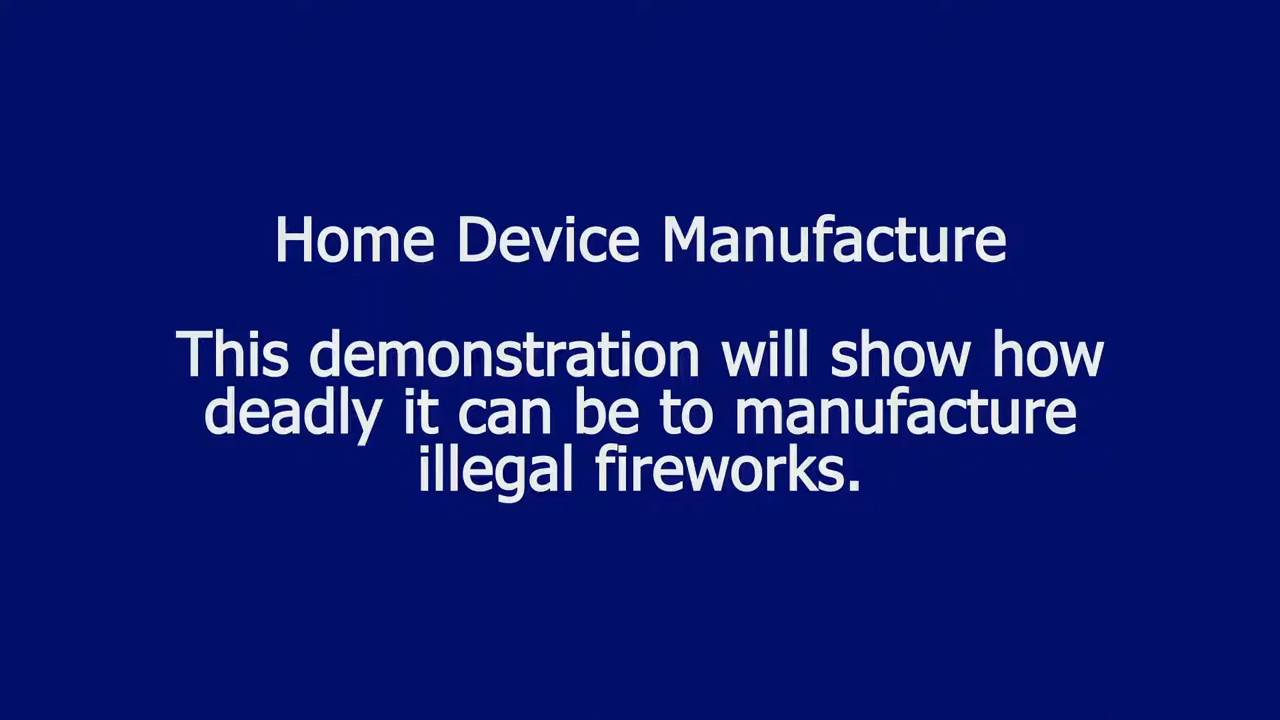 Home Device Manufacture
This demonstration will show how
deadly it can be to manufacture
illegal fireworks.